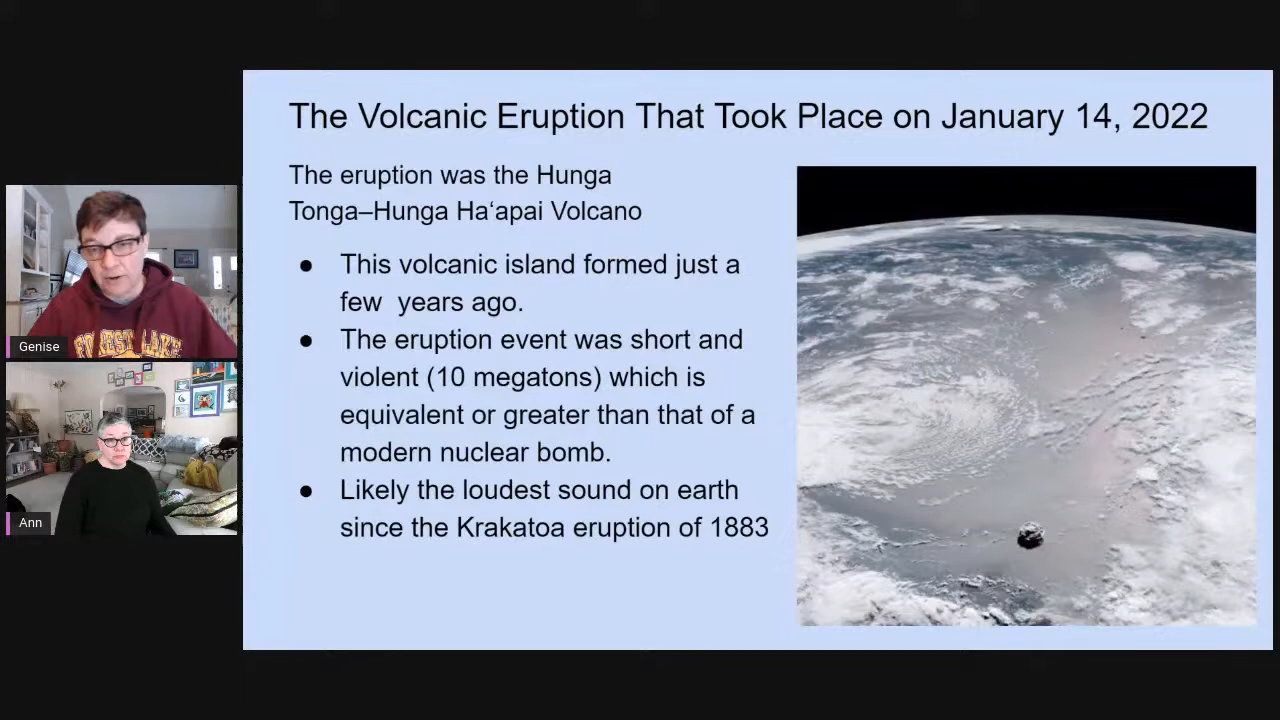 The Volcanic Eruption That Took Place on January 14, 2022
The eruption was the Hunga
Tonga–Hunga Haʻapai Volcano
● This volcanic island formed just a
few  years ago.
● The eruption event was short and
violent (10 megatons) which is
equivalent or greater than that of a
modern nuclear bomb.
● Likely the loudest sound on earth
since the Krakatoa eruption of 1883
FOREST LAKE
Genise
Ann